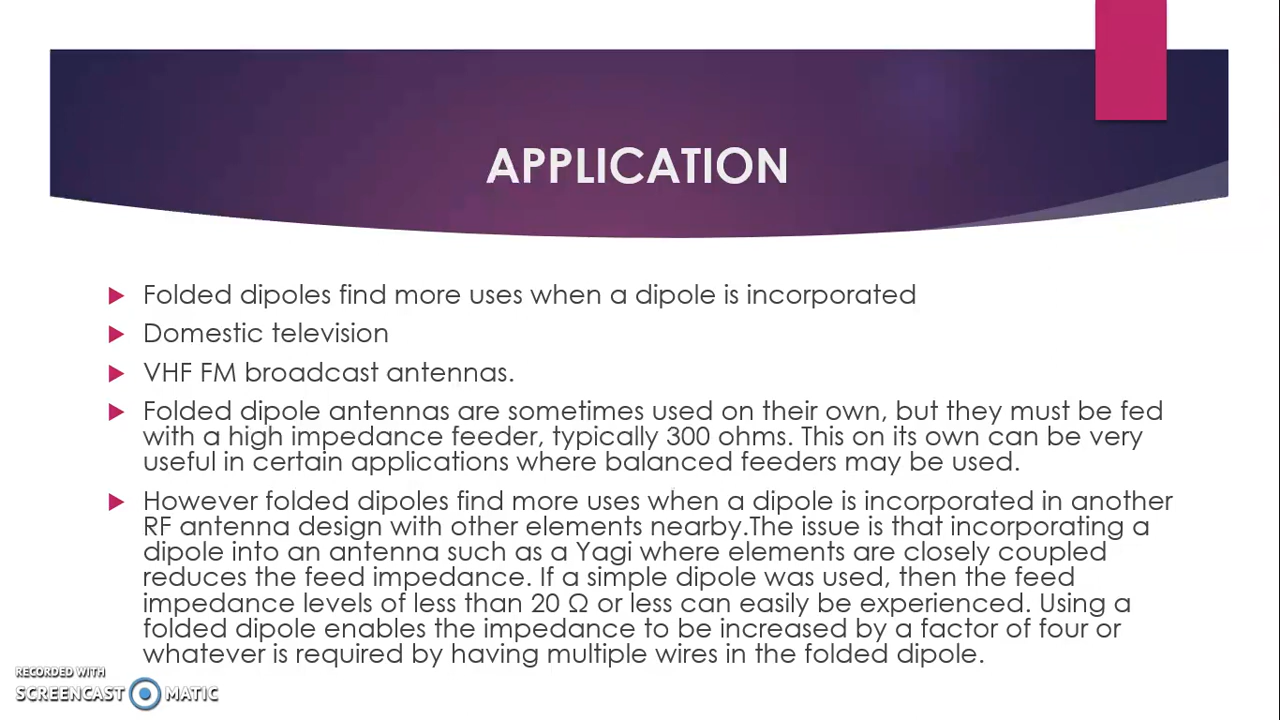 APPLICATION
Folded dipoles find more uses when a dipole is incorporated
Domestic television
VHF FM broadcast antennas.
Folded dipole antennas are sometimes used on their own, but they must be fed
with a high impedance feeder, typically 300 ohms. This on its own can be very
useful in certain applications where balanced feeders may be used.
However folded dipoles find more uses when a dipole is incorporated in another
RF antenna design with other elements nearby.The issue is that incorporating a
dipole into an antenna such as a Yagi where elements are closely coupled
reduces the feed impedance. If a simple dipole was used, then the feed
impedance levels of less than 20 Ω or less can easily be experienced. Using a
folded dipole enables the impedance to be increased by a factor of four or
whatever is required by having multiple wires in the folded dipole.
RECORDED WITH
SCREENCAST MATIC